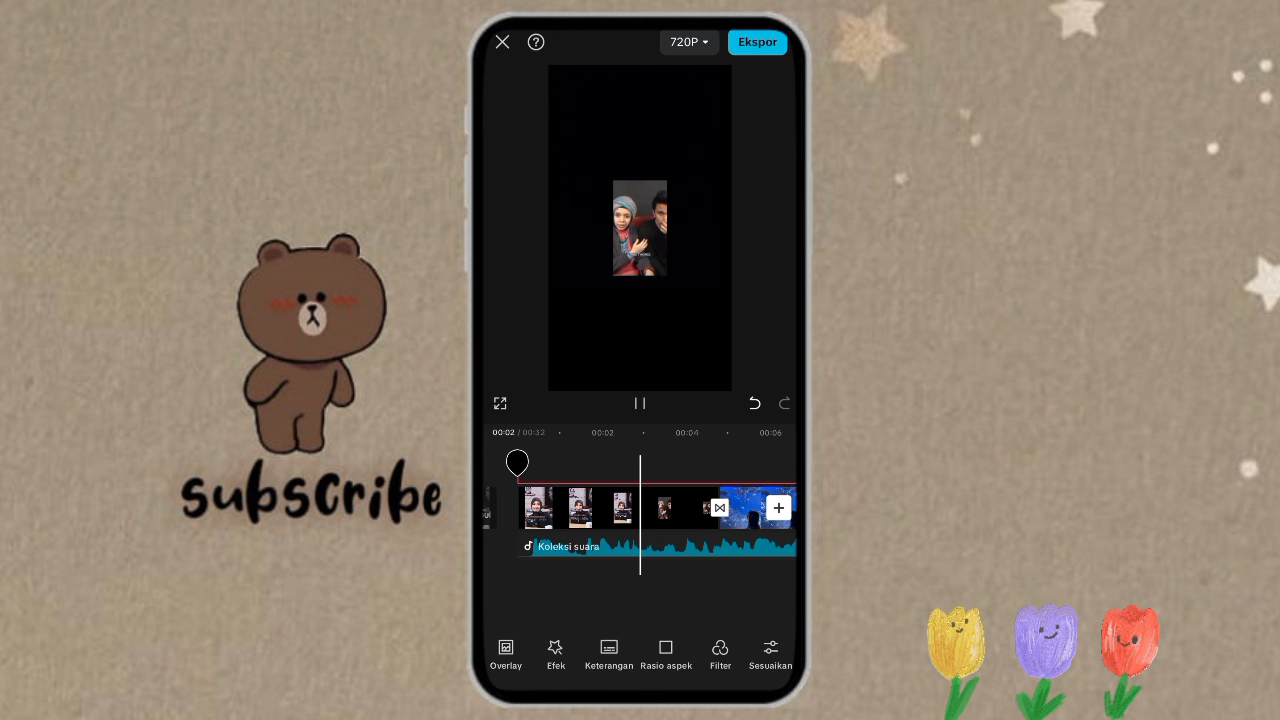 720P
Ekspor
subscribe
00:02 / 00:32
00:02
00:04
00:06
Koleksi suara
Overlay
Efek
Keterangan
Rasio aspek
Filter
Sesuaikan